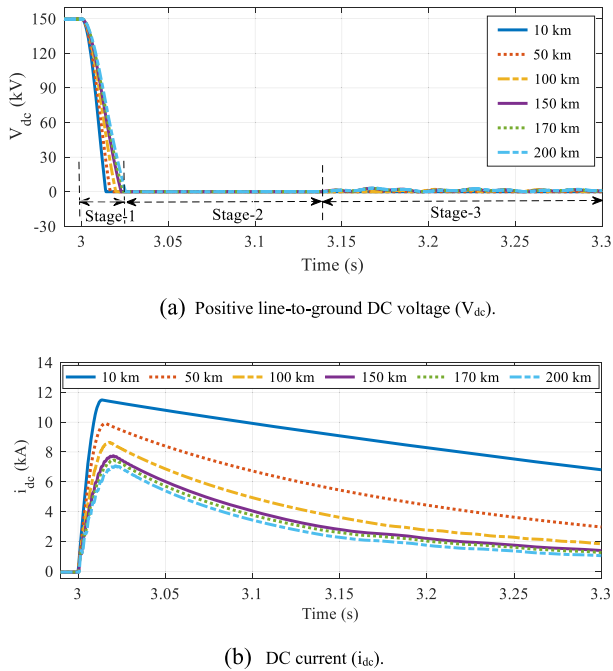 150
120
90
60
30
0
-30
V_dc (kV)
10 km
50 km
100 km
150 km
170 km
200 km
Stage-1
Stage-2
Stage-3
3
3.05
3.1
3.15
3.2
3.25
3.3
Time (s)
(a) Positive line-to-ground DC voltage (V_dc).
14
12
10
8
6
4
2
0
i_dc (kA)
10 km 50 km 100 km 150 km 170 km 200 km
3
3.05
3.1
3.15
3.2
3.25
3.3
Time (s)
(b) DC current (i_dc).